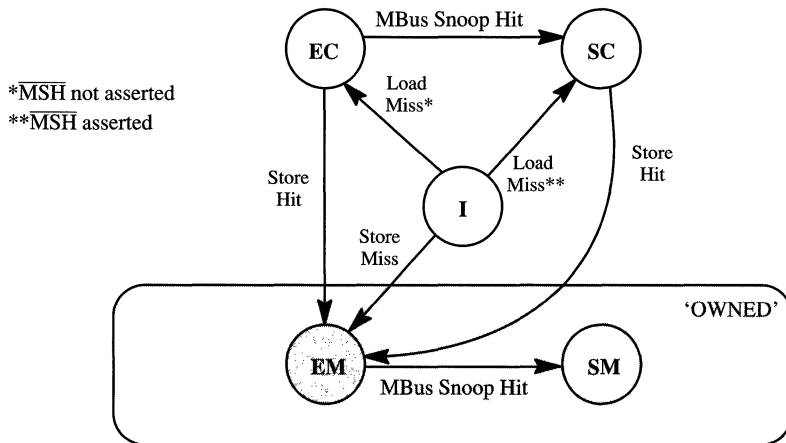 MBus Snoop Hit
EC
SC
*MSH not asserted
**MSH asserted
Load
Miss*
Load
Miss**
Store
Hit
Store
Hit
I
Store
Miss
'OWNED'
EM
SM
MBus Snoop Hit